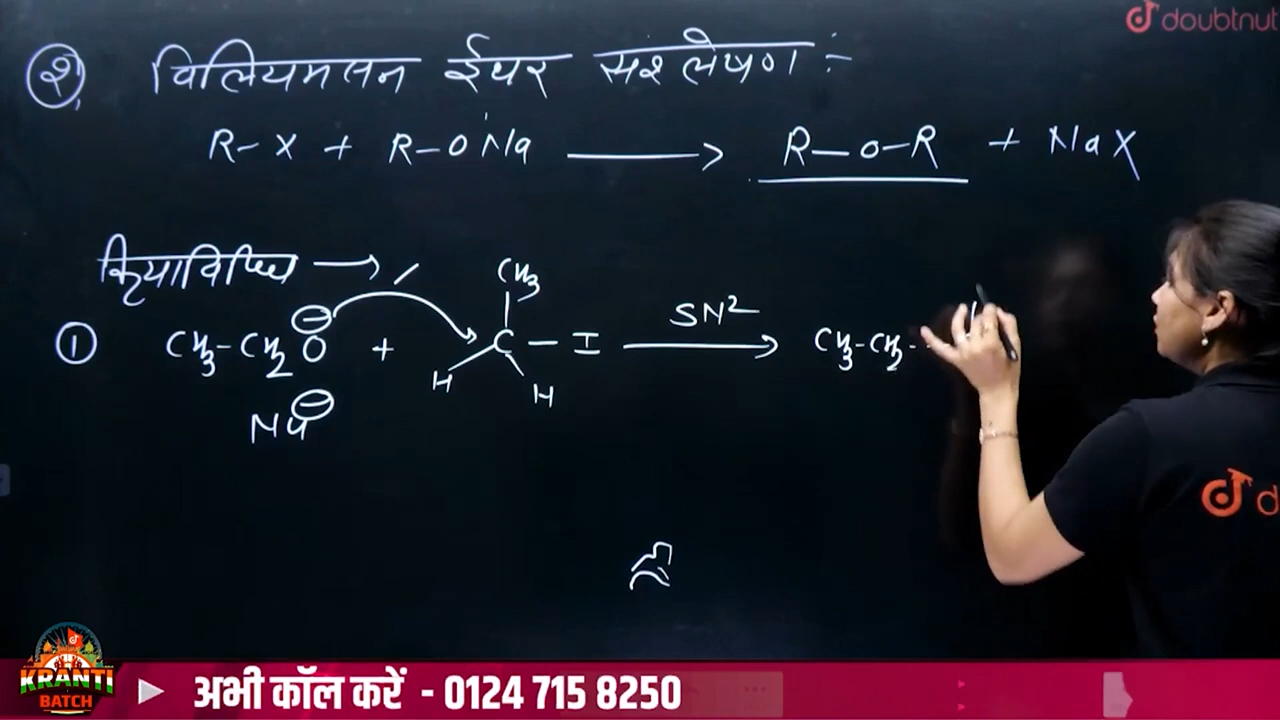 doubtnut
२, विलियमसन ईथर संश्लेषण :-
R-X + R-ONa ⟶ R-O-R + NaX
क्रियाविधि →
① CH₃-CH₂O⊖ + CH₃ C-I H H SN² ⟶ CH₃-CH₂-
Nu⊖
KRANTI
BATCH
अभी कॉल करें - 0124 715 8250
d